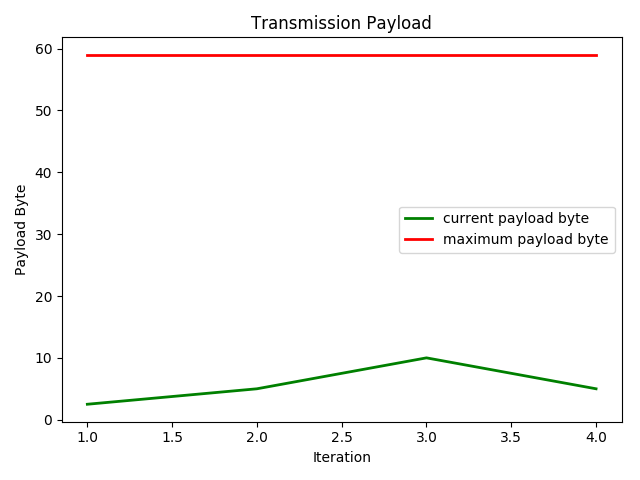 Transmission Payload
60
50
40
30
20
10
0
Payload Byte
current payload byte
maximum payload byte
1.0 1.5 2.0 2.5 3.0 3.5 4.0
Iteration